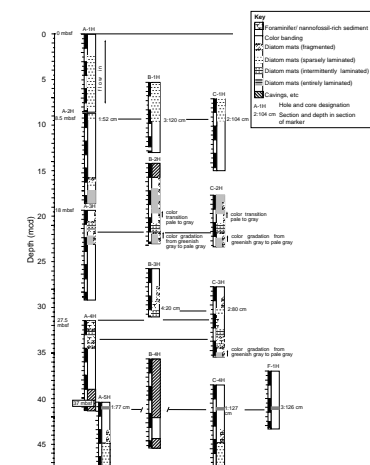 Key
Foraminifer/ nannofossil-rich sediment
Color banding
Diatom mats (fragmented)
Diatom mats (sparsely laminated)
Diatom mats (intermittently laminated)
Diatom mats (entirely laminated)
Cavings, etc
A-1H Hole and core designation
2:104 cm Section and depth in section
of marker
Depth (mcd)
0
5
10
15
20
25
30
35
40
45
0 mbsf
A-1H
flow in
A-2H
8.5 mbsf
1:52 cm
B-1H
3:120 cm
C-1H
2:104 cm
B-2H
18 mbsf
A-3H
color
transition
pale to gray
color gradation
from greenish
gray to pale gray
C-2H
color transition
pale to gray
color gradation from
greenish gray to pale gray
B-3H
4:20 cm
27.5
mbsf
A-4H
C-3H
2:80 cm
color gradation from
greenish gray to pale gray
B-4H
37 mbsf
A-5H
1:77 cm
C-4H
1:127
cm
F-1H
3:126 cm